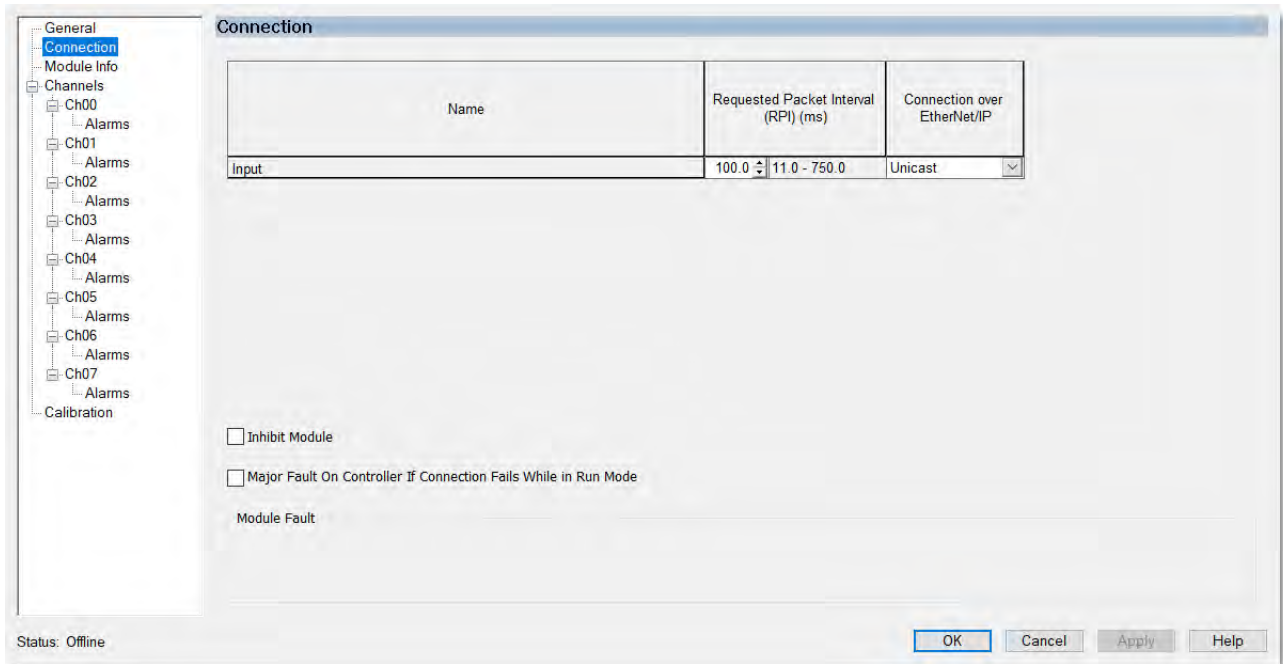 General
Connection
Module Info
Channels
Ch00
Alarms
Ch01
Alarms
Ch02
Alarms
Ch03
Alarms
Ch04
Alarms
Ch05
Alarms
Ch06
Alarms
Ch07
Alarms
Calibration
Connection
Name
Requested Packet Interval
(RPI) (ms)
Connection over
EtherNet/IP
Input 100.0 11.0 - 750.0 Unicast
Inhibit Module
Major Fault On Controller If Connection Fails While in Run Mode
Module Fault
Status: Offline
OK Cancel Apply Help